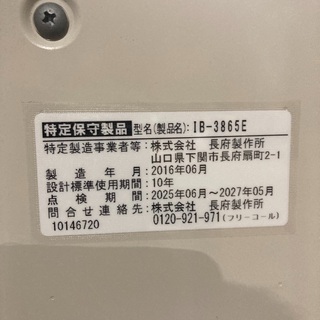 特定保守製品 型名(製品名): IB-3865E
特定製造事業者等: 株式会社 長府製作所
山口県下関市長府扇町2-1
製造年月: 2016年06月
設計標準使用期間: 10年
点検期間: 2025年06月～2027年05月
問合せ連絡先: 株式会社 長府製作所
10146720 0120-921-971(フリーコール)